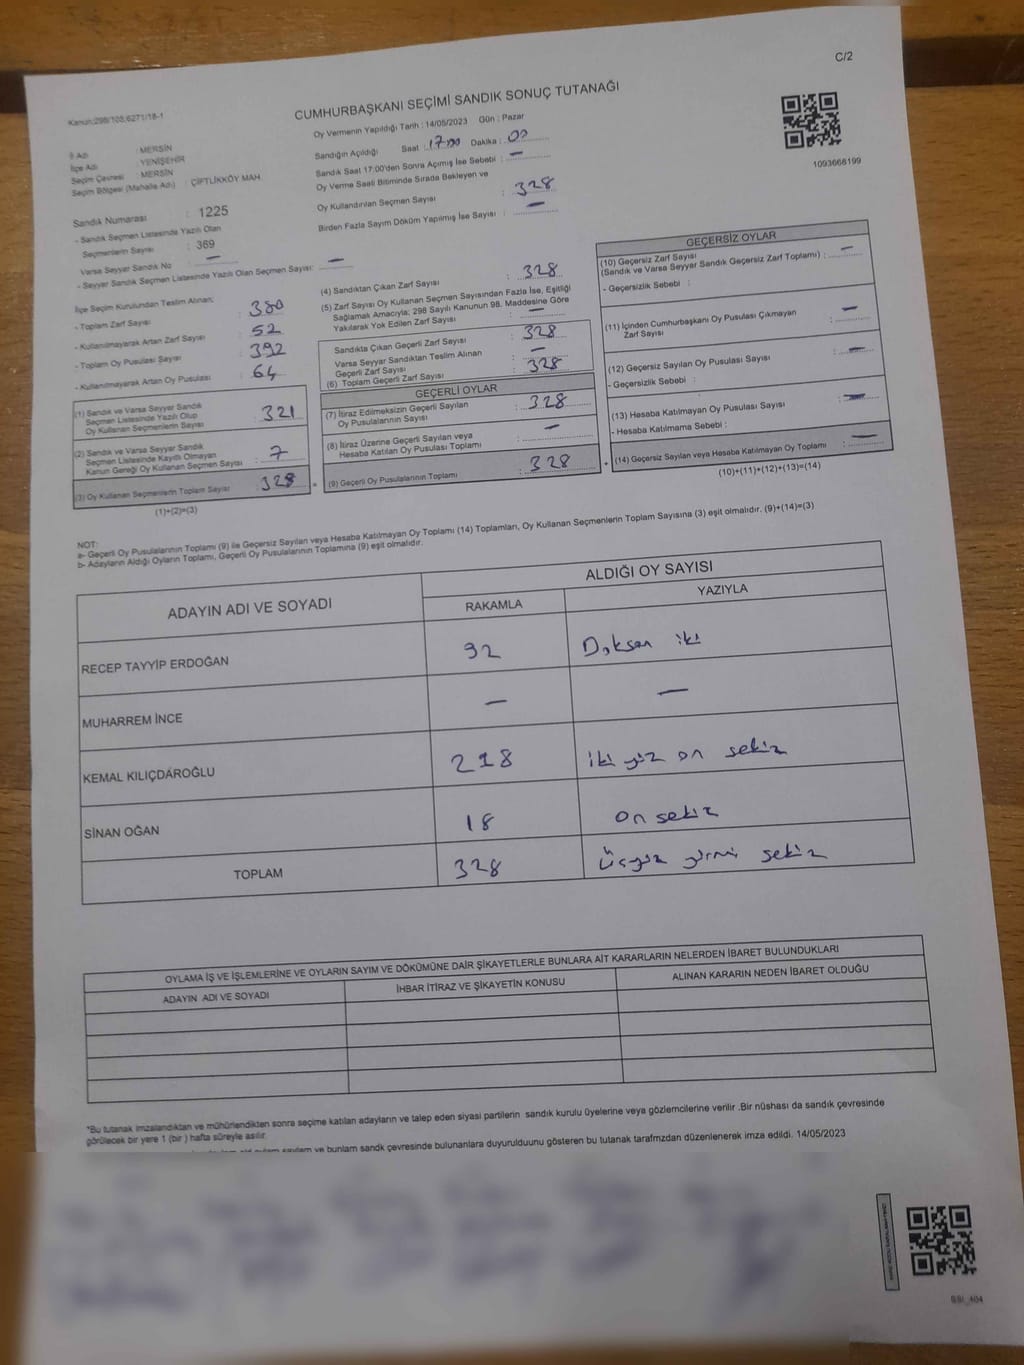 C/2
Kanun:298/105;6271/18-1
CUMHURBAŞKANI SEÇİMİ SANDIK SONUÇ TUTANAĞI
Oy Vermenin Yapıldığı Tarih : 14/05/2023 Gün : Pazar
Sandığın Açıldığı Saat : 17:00 Dakika : 00
Sandık Saat 17:00'den Sonra Açımış İse Sebebi : —
Oy Verme Saati Bitiminde Sırada Bekleyen ve
Oy Kullandırılan Seçmen Sayısı : 328
Birden Fazla Sayım Döküm Yapılmış İse Sayısı : —
1093668199
İl Adı : MERSİN
İlçe Adı : YENİŞEHİR
Seçim Çevresi : MERSİN
Seçim Bölgesi (Mahalle Adı) : ÇİFTLİKKÖY MAH.
Sandık Numarası : 1225
- Sandık Seçmen Listesinde Yazılı Olan
Seçmenlerin Sayısı : 369
Varsa Seyyar Sandık No : —
- Seyyar Sandık Seçmen Listesinde Yazılı Olan Seçmen Sayısı: —
İlçe Seçim Kurulundan Teslim Alınan:
- Toplam Zarf Sayısı : 380
- Kullanılmayarak Artan Zarf Sayısı : 52
- Toplam Oy Pusulası Sayısı : 392
- Kullanılmayarak Artan Oy Pusulası : 64
(1) Sandık ve Varsa Seyyar Sandık
Seçmen Listesinde Yazılı Olup
Oy Kullanan Seçmenlerin Sayısı : 321
(2) Sandık ve Varsa Seyyar Sandık
Seçmen Listesinde Kayıtlı Olmayan
Kanun Gereği Oy Kullanan Seçmen Sayısı : 7
(3) Oy Kullanan Seçmenlerin Toplam Sayısı : 328
(1)+(2)=(3)
(4) Sandıktan Çıkan Zarf Sayısı : 328
(5) Zarf Sayısı Oy Kullanan Seçmen Sayısından Fazla İse, Eşitliği
Sağlamak Amacıyla; 298 Sayılı Kanunun 98. Maddesine Göre
Yakılarak Yok Edilen Zarf Sayısı : —
Sandıkta Çıkan Geçerli Zarf Sayısı : 328
Varsa Seyyar Sandıktan Teslim Alınan
Geçerli Zarf Sayısı : —
(6) Toplam Geçerli Zarf Sayısı : 328
GEÇERLİ OYLAR
(7) İtiraz Edilmeksizin Geçerli Sayılan
Oy Pusulalarının Sayısı : 328
(8) İtiraz Üzerine Geçerli Sayılan veya
Hesaba Katılan Oy Pusulası Toplamı : —
= (9) Geçerli Oy Pusulalarının Toplamı : 328 +
GEÇERSİZ OYLAR
(10) Geçersiz Zarf Sayısı
(Sandık ve Varsa Seyyar Sandık Geçersiz Zarf Toplamı) : —
- Geçersizlik Sebebi :
(11) İçinden Cumhurbaşkanı Oy Pusulası Çıkmayan
Zarf Sayısı : —
(12) Geçersiz Sayılan Oy Pusulası Sayısı : —
- Geçersizlik Sebebi :
(13) Hesaba Katılmayan Oy Pusulası Sayısı : —
- Hesaba Katılmama Sebebi :
(14) Geçersiz Sayılan veya Hesaba Katılmayan Oy Toplamı : —
(10)+(11)+(12)+(13)=(14)
NOT:
a- Geçerli Oy Pusulalarının Toplamı (9) ile Geçersiz Sayılan veya Hesaba Katılmayan Oy Toplamı (14) Toplamları, Oy Kullanan Seçmenlerin Toplam Sayısına (3) eşit olmalıdır. (9)+(14)=(3)
b- Adayların Aldığı Oyların Toplamı, Geçerli Oy Pusulalarının Toplamına (9) eşit olmalıdır.
ADAYIN ADI VE SOYADI
ALDIĞI OY SAYISI
RAKAMLA YAZIYLA
RECEP TAYYİP ERDOĞAN 92 Doksan iki
MUHARREM İNCE — —
KEMAL KILIÇDAROĞLU 218 iki yüz on sekiz
SİNAN OĞAN 18 on sekiz
TOPLAM 328 üçyüz yirmi sekiz
OYLAMA İŞ VE İŞLEMLERİNE VE OYLARIN SAYIM VE DÖKÜMÜNE DAİR ŞİKAYETLERLE BUNLARA AİT KARARLARIN NELERDEN İBARET BULUNDUKLARI
ADAYIN ADI VE SOYADI İHBAR İTİRAZ VE ŞİKAYETİN KONUSU ALINAN KARARIN NEDEN İBARET OLDUĞU
*Bu tutanak imzalandıktan ve mühürlendikten sonra seçime katılan adayların ve talep eden siyasi partilerin sandık kurulu üyelerine veya gözlemcilerine verilir .Bir nüshası da sandık çevresinde
görülecek bir yere 1 (bir ) hafta süreyle asılır.
sayılam ve bunlam sandk çevresinde bulunanlara duyurulduunu gösteren bu tutanak tarafmzdan düzenlenerek imza edildi. 14/05/2023